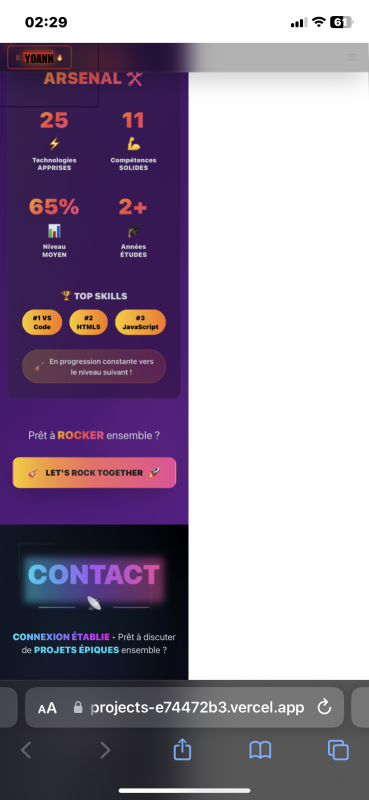 02:29
61
YOANN
ARSENAL
25
11
Technologies
APPRISES
Compétences
SOLIDES
65%
2+
Niveau
MOYEN
Années
ÉTUDES
TOP SKILLS
#1 VS
Code
#2
HTML5
#3
JavaScript
En progression constante vers
le niveau suivant !
Prêt à ROCKER ensemble ?
LET'S ROCK TOGETHER
CONTACT
CONNEXION ÉTABLIE • Prêt à discuter
de PROJETS ÉPIQUES ensemble ?
AA
projects-e74472b3.vercel.app